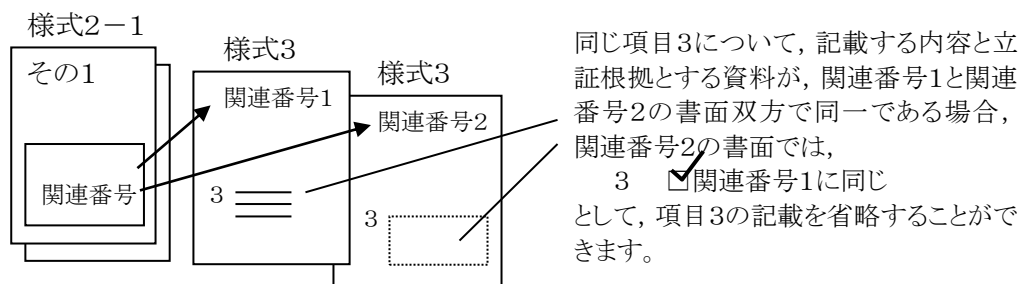 様式2-1
その1
関連番号
様式3
関連番号1
3
様式3
関連番号2
3
同じ項目3について,記載する内容と立
証根拠とする資料が,関連番号1と関連
番号2の書面双方で同一である場合,
関連番号2の書面では,
3 ☑関連番号1に同じ
として,項目3の記載を省略することがで
きます。